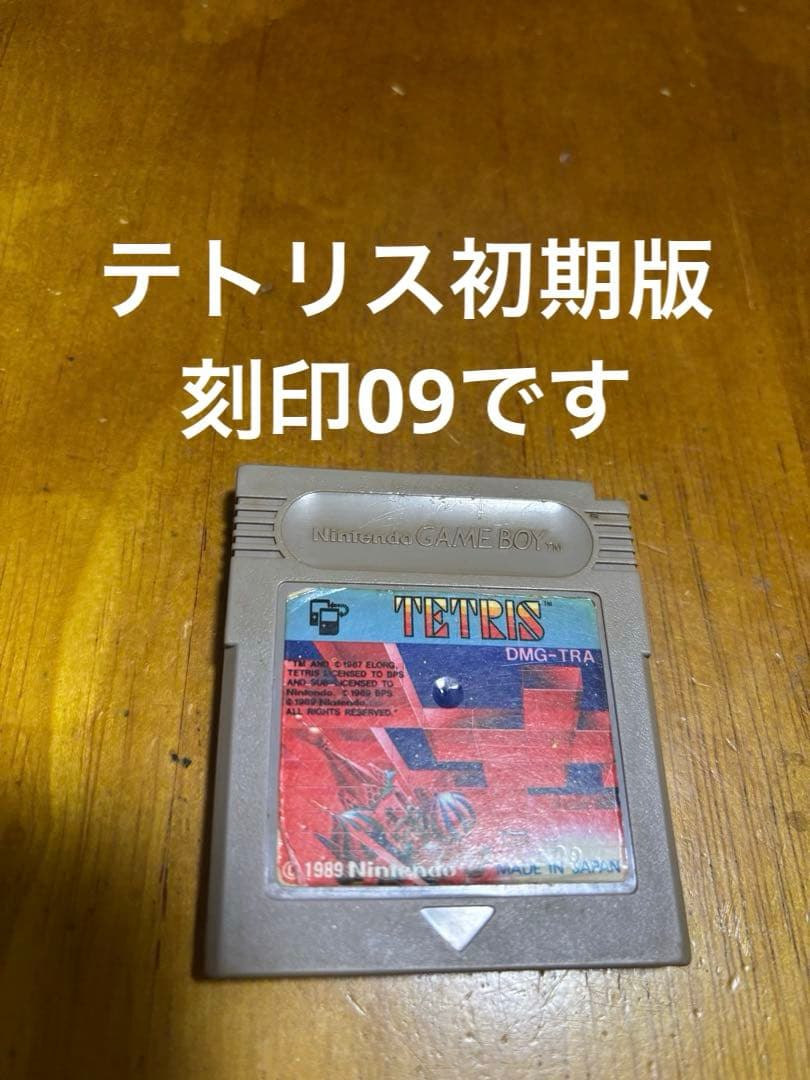 テトリス初期版
刻印09です
Nintendo GAME BOY TM
TETRIS TM
DMG-TRA
"TM AND © 1987 ELORG,
TETRIS LICENSED TO BPS
AND SUB-LICENSED TO
Nintendo. © 1989 BPS
© 1989 Nintendo.
ALL RIGHTS RESERVED."
© 1989 Nintendo
MADE IN JAPAN